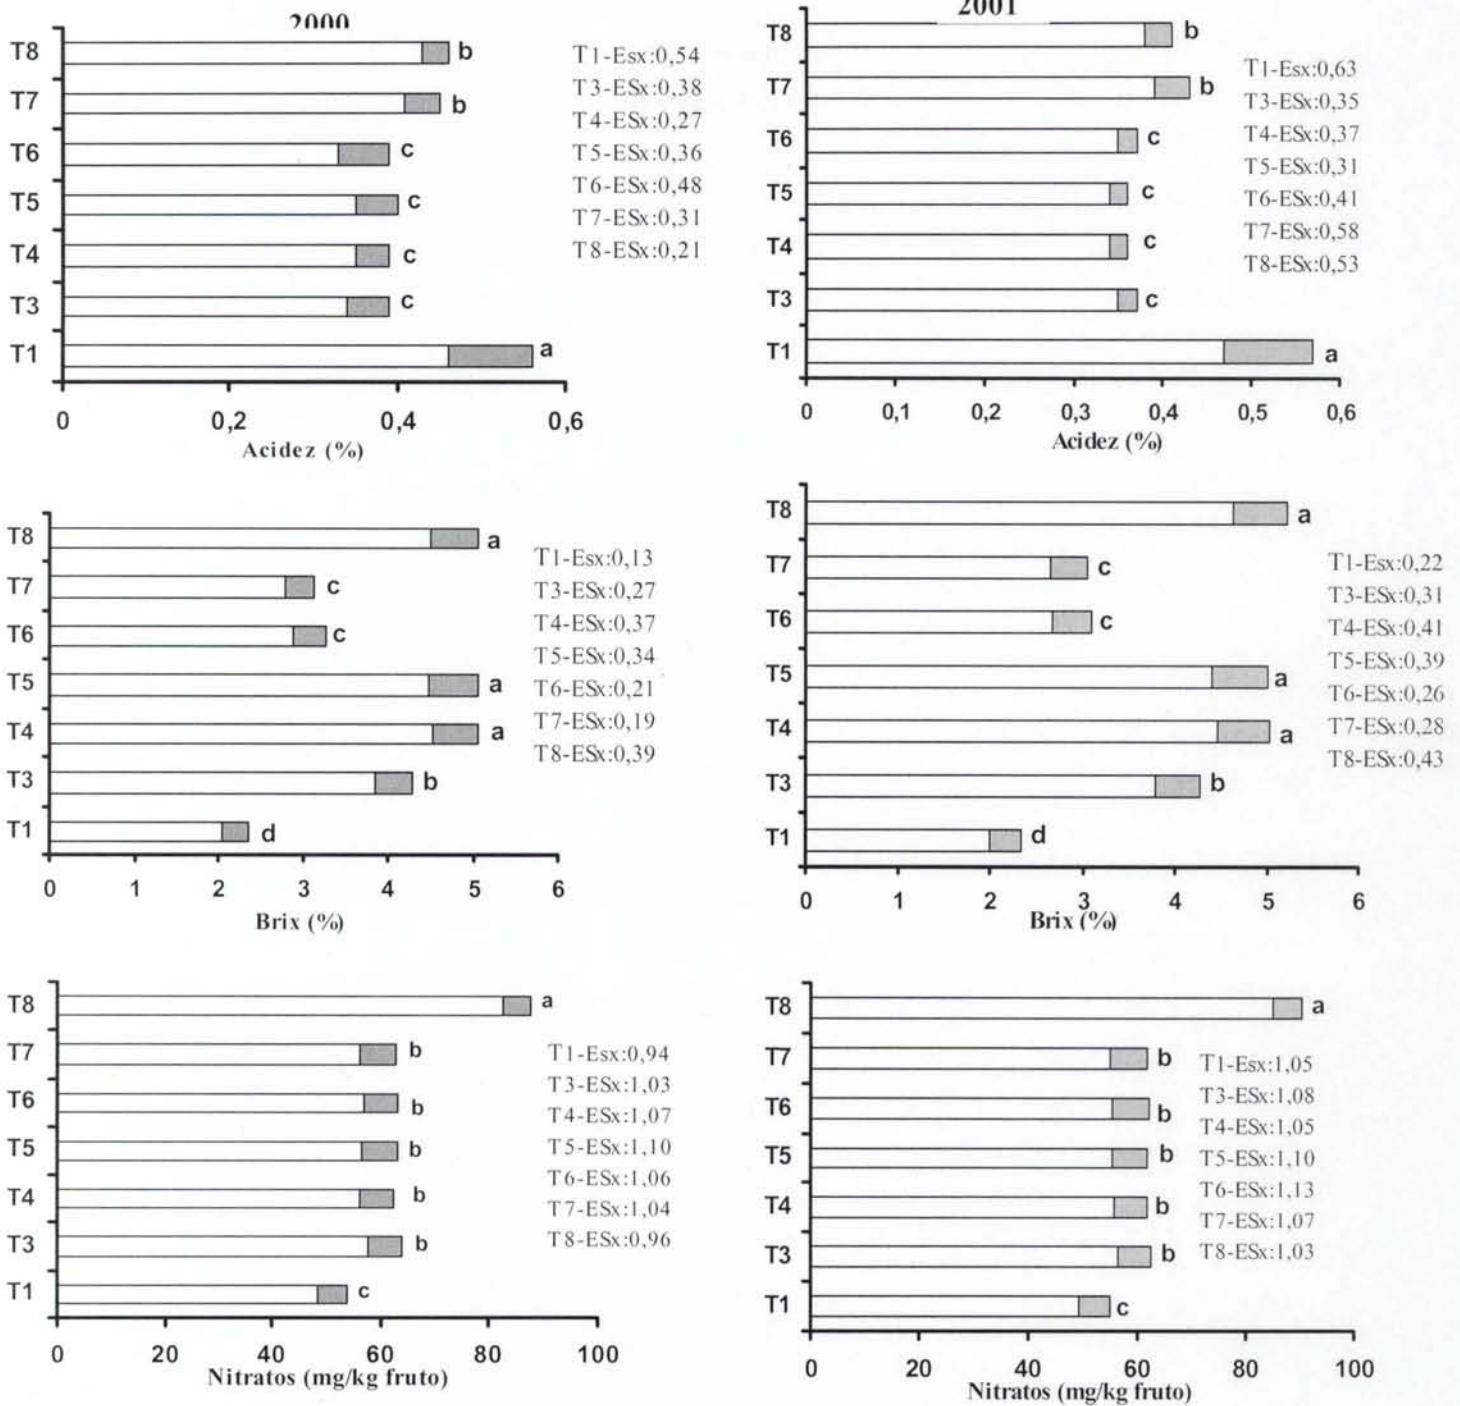 2000
T8
b
T7
b
T6
c
T5
c
T4
c
T3
c
T1
a
T1-Esx:0,54
T3-ESx:0,38
T4-ESx:0,27
T5-ESx:0,36
T6-ESx:0,48
T7-ESx:0,31
T8-ESx:0,21
0 0,2 0,4 0,6
Acidez (%)
2001
T8
b
T7
b
T6
c
T5
c
T4
c
T3
c
T1
a
T1-Esx:0,63
T3-ESx:0,35
T4-ESx:0,37
T5-ESx:0,31
T6-ESx:0,41
T7-ESx:0,58
T8-ESx:0,53
0 0,1 0,2 0,3 0,4 0,5 0,6
Acidez (%)
T8
a
T7
c
T6
c
T5
a
T4
a
T3
b
T1
d
T1-Esx:0,13
T3-ESx:0,27
T4-ESx:0,37
T5-ESx:0,34
T6-ESx:0,21
T7-ESx:0,19
T8-ESx:0,39
0 1 2 3 4 5 6
Brix (%)
T8
a
T7
c
T6
c
T5
a
T4
a
T3
b
T1
d
T1-Esx:0,22
T3-ESx:0,31
T4-ESx:0,41
T5-ESx:0,39
T6-ESx:0,26
T7-ESx:0,28
T8-ESx:0,43
0 1 2 3 4 5 6
Brix (%)
T8
a
T7
b
T6
b
T5
b
T4
b
T3
b
T1
c
T1-Esx:0,94
T3-ESx:1,03
T4-ESx:1,07
T5-ESx:1,10
T6-ESx:1,06
T7-ESx:1,04
T8-ESx:0,96
0 20 40 60 80 100
Nitratos (mg/kg fruto)
T8
a
T7
b
T6
b
T5
b
T4
b
T3
b
T1
c
T1-Esx:1,05
T3-ESx:1,08
T4-ESx:1,05
T5-ESx:1,10
T6-ESx:1,13
T7-ESx:1,07
T8-ESx:1,03
0 20 40 60 80 100
Nitratos (mg/kg fruto)